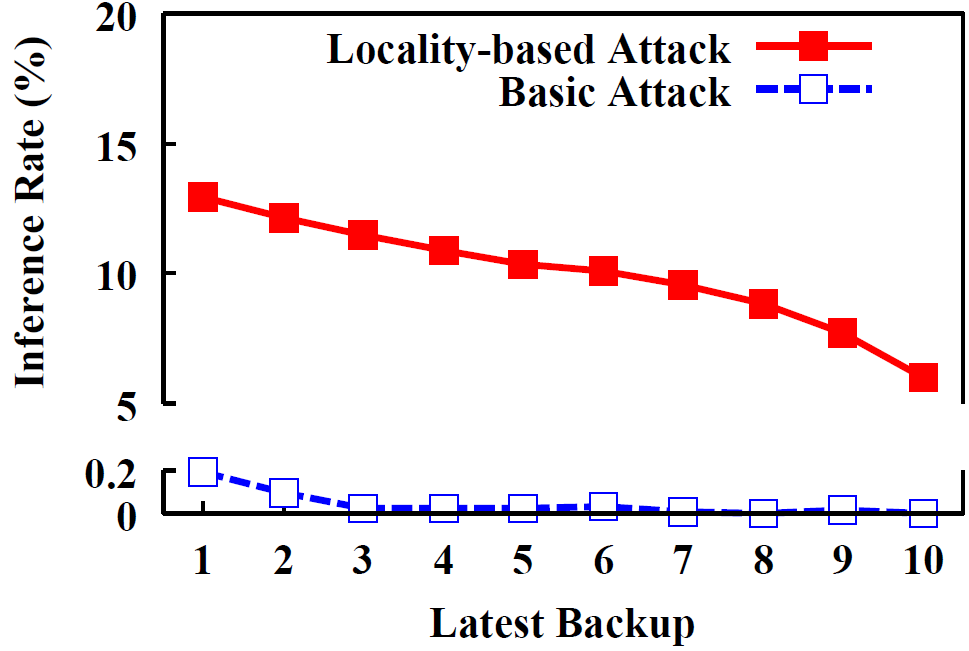 20
Locality-based Attack
Basic Attack
15
10
5
0.2
0
1 2 3 4 5 6 7 8 9 10
Latest Backup
Inference Rate (%)